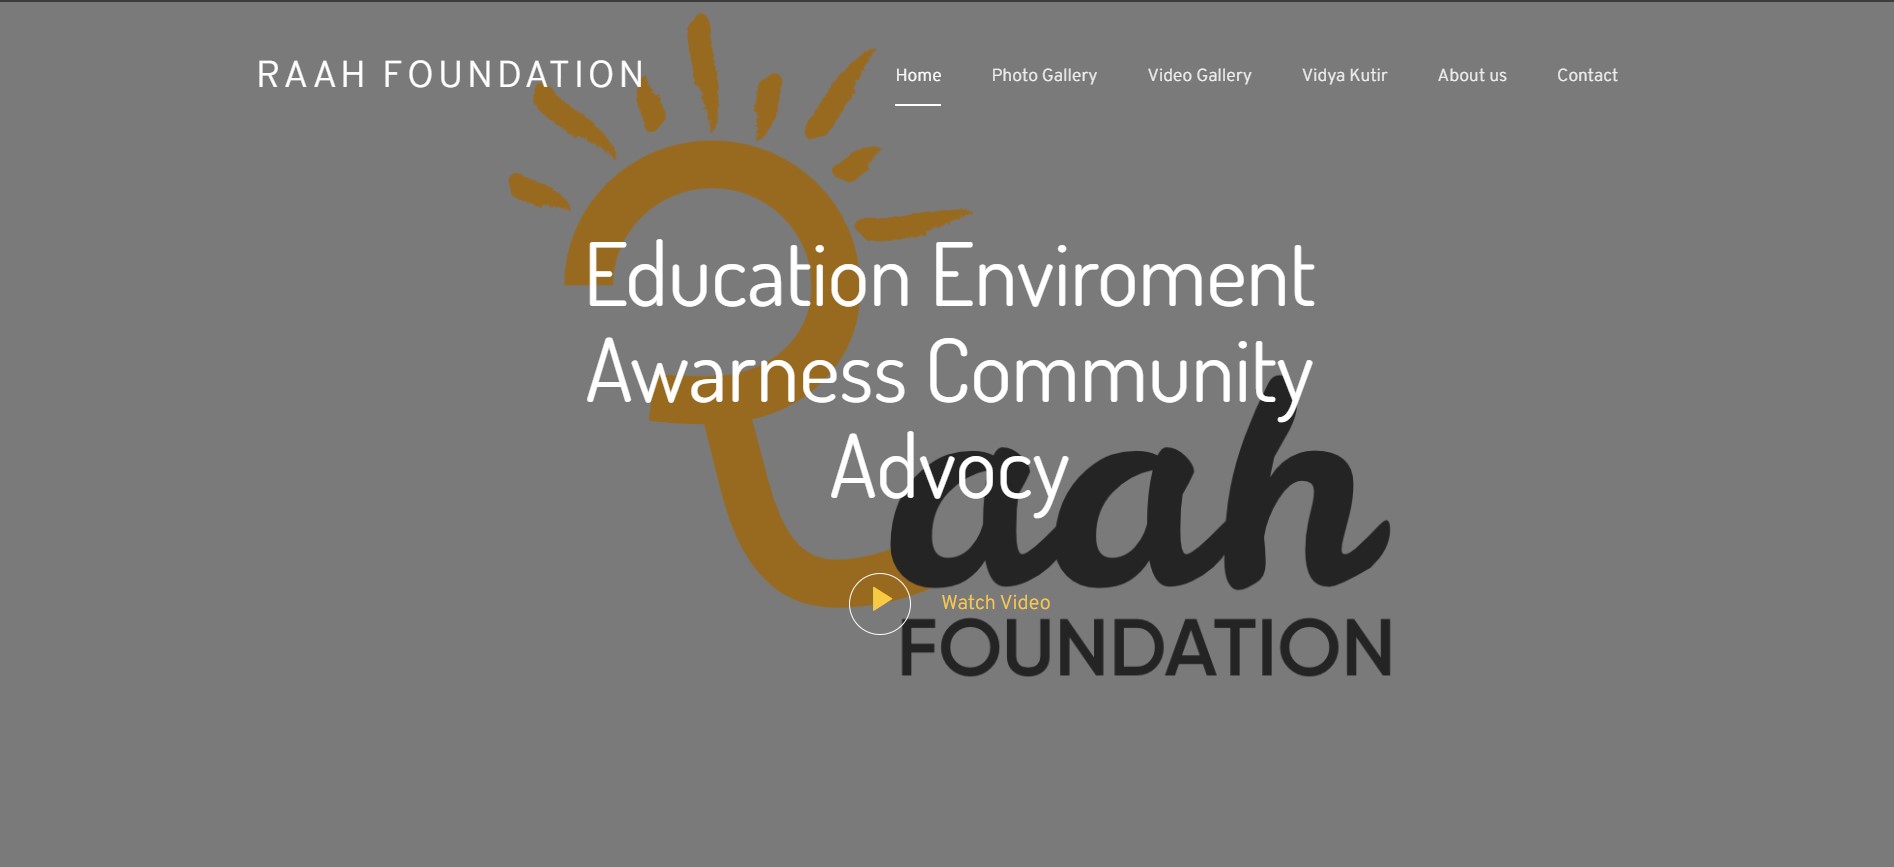 RAAH FOUNDATION
Home Photo Gallery Video Gallery Vidya Kutir About us Contact
Education Enviroment
Awarness Community
Advocy
aah
Watch Video
FOUNDATION